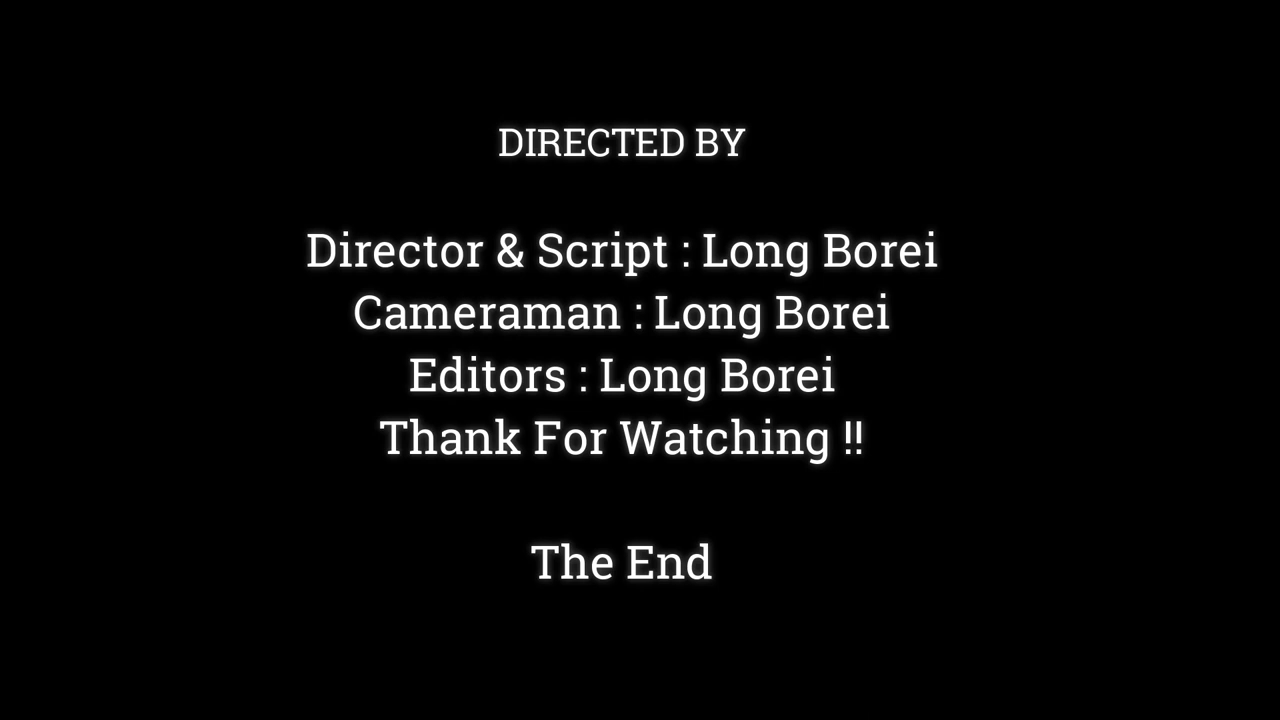 DIRECTED BY
Director & Script : Long Borei
Cameraman : Long Borei
Editors : Long Borei
Thank For Watching !!
The End